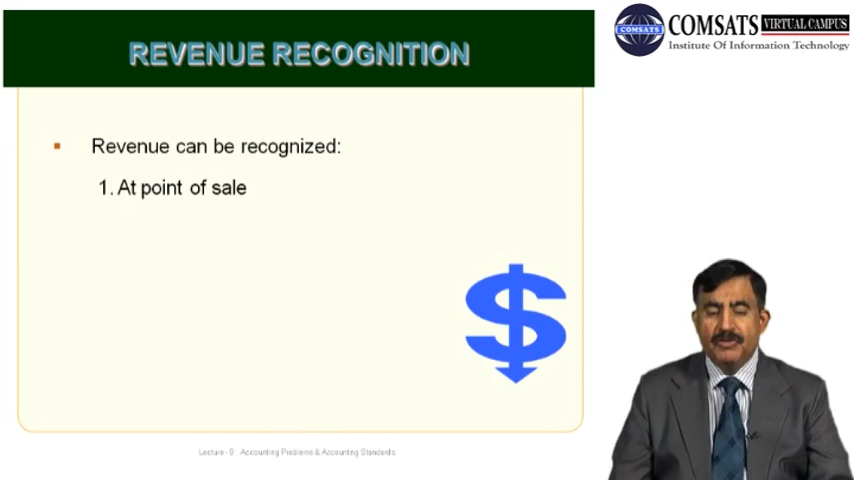 REVENUE RECOGNITION
COMSATS VIRTUAL CAMPUS
Institute Of Information Technology
COMSATS
Revenue can be recognized:
1. At point of sale
Lecture - 9 : Accounting Problems & Accounting Standards